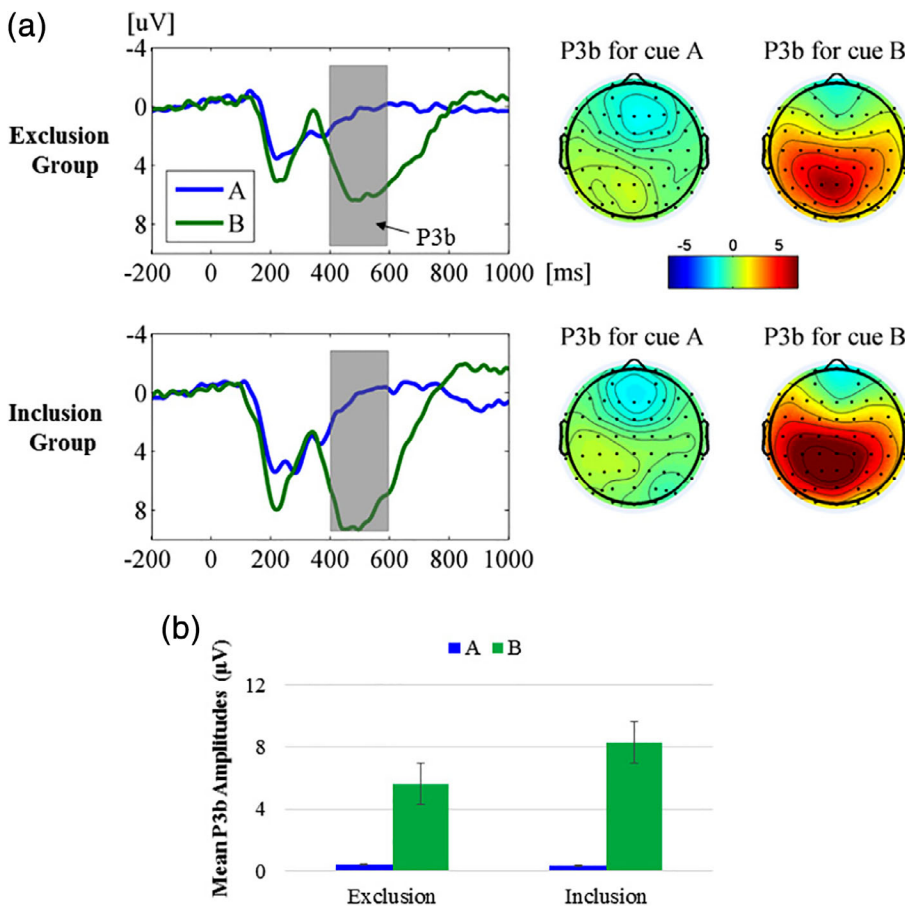 (a)
[uV]
Exclusion
Group
-4
0
4
8
A
B
P3b
-200 0 200 400 600 800 1000
[ms]
P3b for cue A
P3b for cue B
-5 0 5
Inclusion
Group
-4
0
4
8
-200 0 200 400 600 800 1000
P3b for cue A
P3b for cue B
(b)
A B
Mean P3b Amplitudes (μV)
12
8
4
0
Exclusion
Inclusion